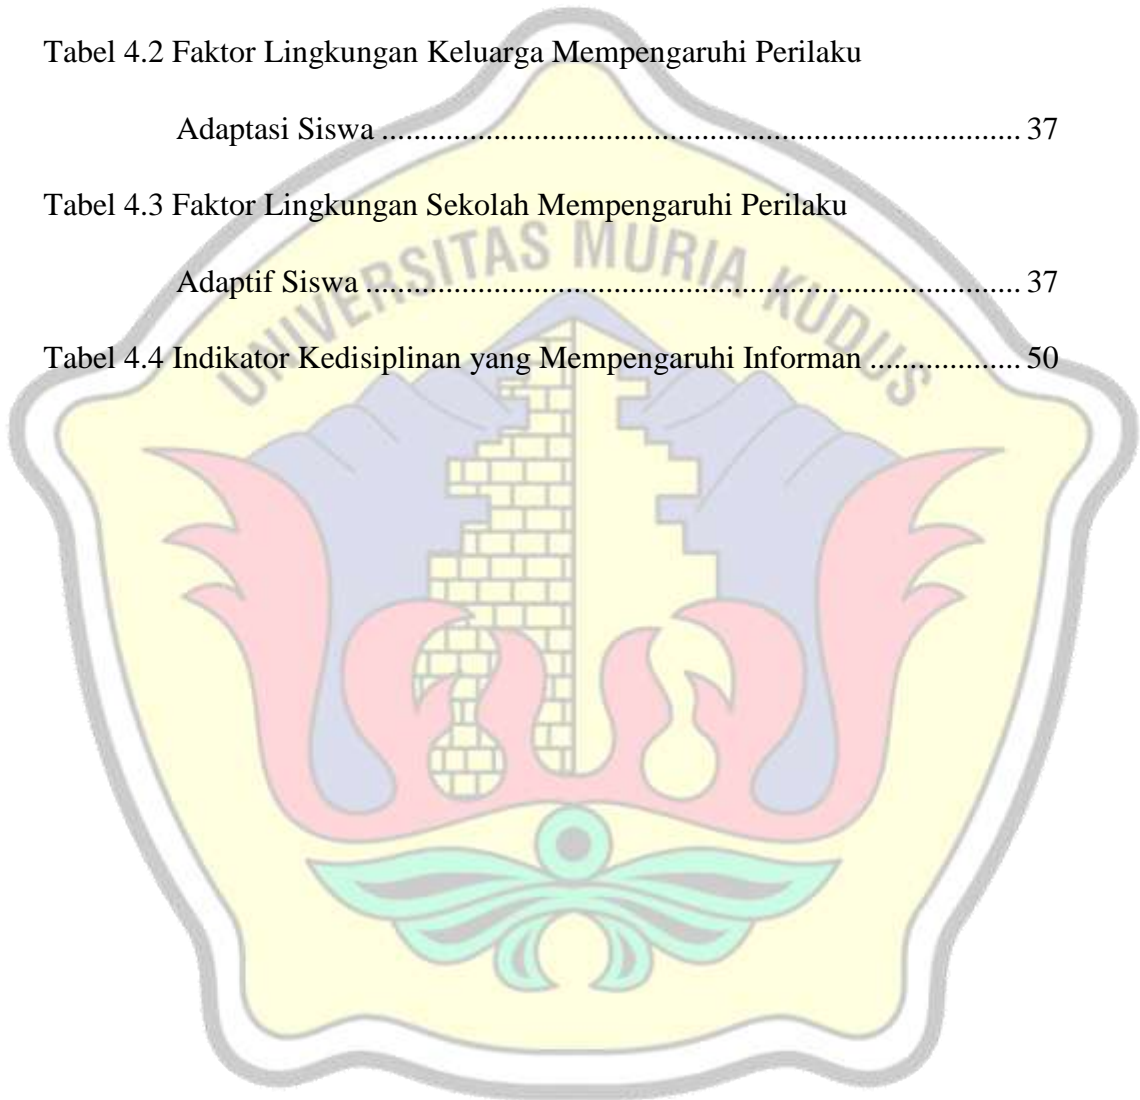 Tabel 4.2 Faktor Lingkungan Keluarga Mempengaruhi Perilaku
Adaptasi Siswa ............................................................................... 37
Tabel 4.3 Faktor Lingkungan Sekolah Mempengaruhi Perilaku
Adaptif Siswa ................................................................................. 37
Tabel 4.4 Indikator Kedisiplinan yang Mempengaruhi Informan ................... 50
UNIVERSITAS MURIA KUDUS